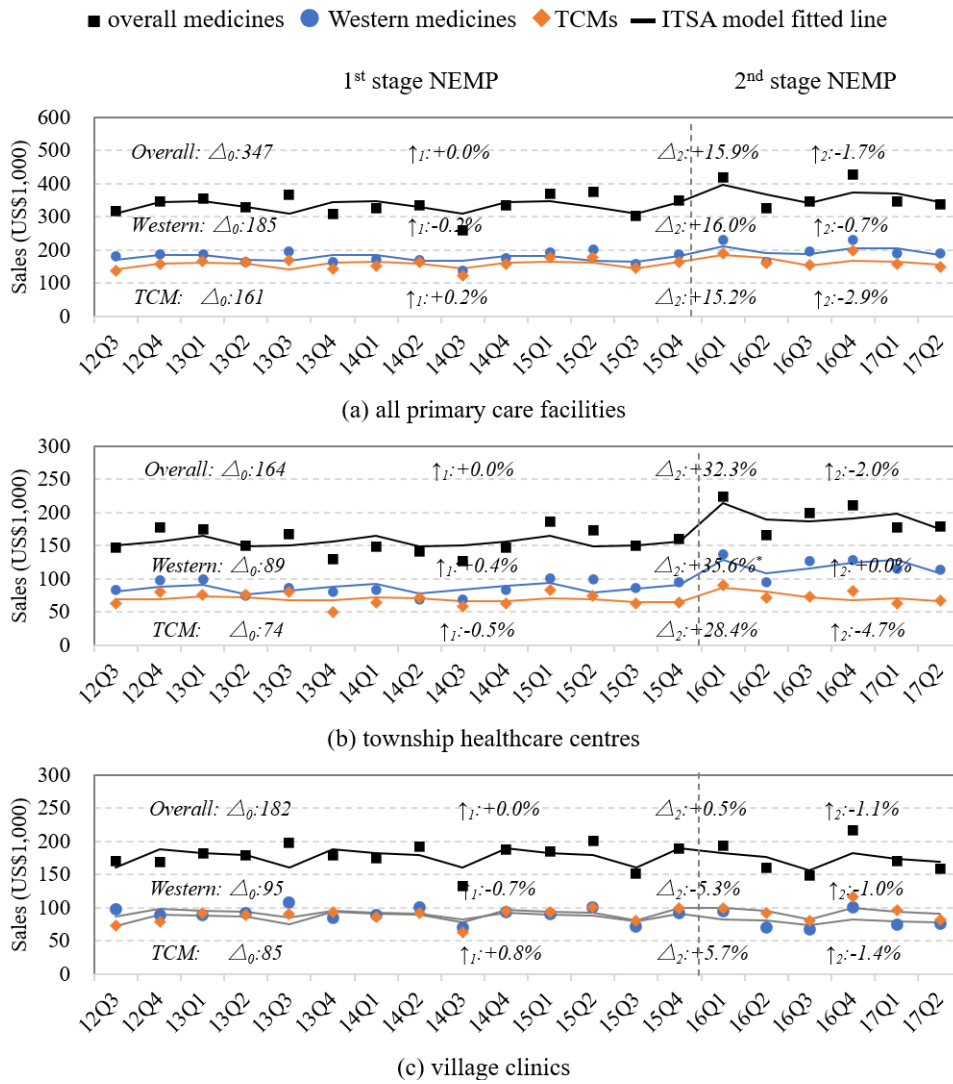 overall medicines Western medicines TCMs ITSA model fitted line
1st stage NEMP 2nd stage NEMP
Sales (US$1,000)
600
500
400
300
200
100
0
Overall: △0:347 ↑1:+0.0% △2:+15.9% ↑2:-1.7%
Western: △0:185 ↑1:-0.2% △2:+16.0% ↑2:-0.7%
TCM: △0:161 ↑1:+0.2% △2:+15.2% ↑2:-2.9%
12Q3 12Q4 13Q1 13Q2 13Q3 13Q4 14Q1 14Q2 14Q3 14Q4 15Q1 15Q2 15Q3 15Q4 16Q1 16Q2 16Q3 16Q4 17Q1 17Q2
(a) all primary care facilities
Sales (US$1,000)
300
250
200
150
100
50
0
Overall: △0:164 ↑1:+0.0% △2:+32.3% ↑2:-2.0%
Western: △0:89 ↑1:+0.4% △2:+35.6%* ↑2:+0.0%
TCM: △0:74 ↑1:-0.5% △2:+28.4% ↑2:-4.7%
12Q3 12Q4 13Q1 13Q2 13Q3 13Q4 14Q1 14Q2 14Q3 14Q4 15Q1 15Q2 15Q3 15Q4 16Q1 16Q2 16Q3 16Q4 17Q1 17Q2
(b) township healthcare centres
Sales (US$1,000)
300
250
200
150
100
50
0
Overall: △0:182 ↑1:+0.0% △2:+0.5% ↑2:-1.1%
Western: △0:95 ↑1:-0.7% △2:-5.3% ↑2:-1.0%
TCM: △0:85 ↑1:+0.8% △2:+5.7% ↑2:-1.4%
12Q3 12Q4 13Q1 13Q2 13Q3 13Q4 14Q1 14Q2 14Q3 14Q4 15Q1 15Q2 15Q3 15Q4 16Q1 16Q2 16Q3 16Q4 17Q1 17Q2
(c) village clinics